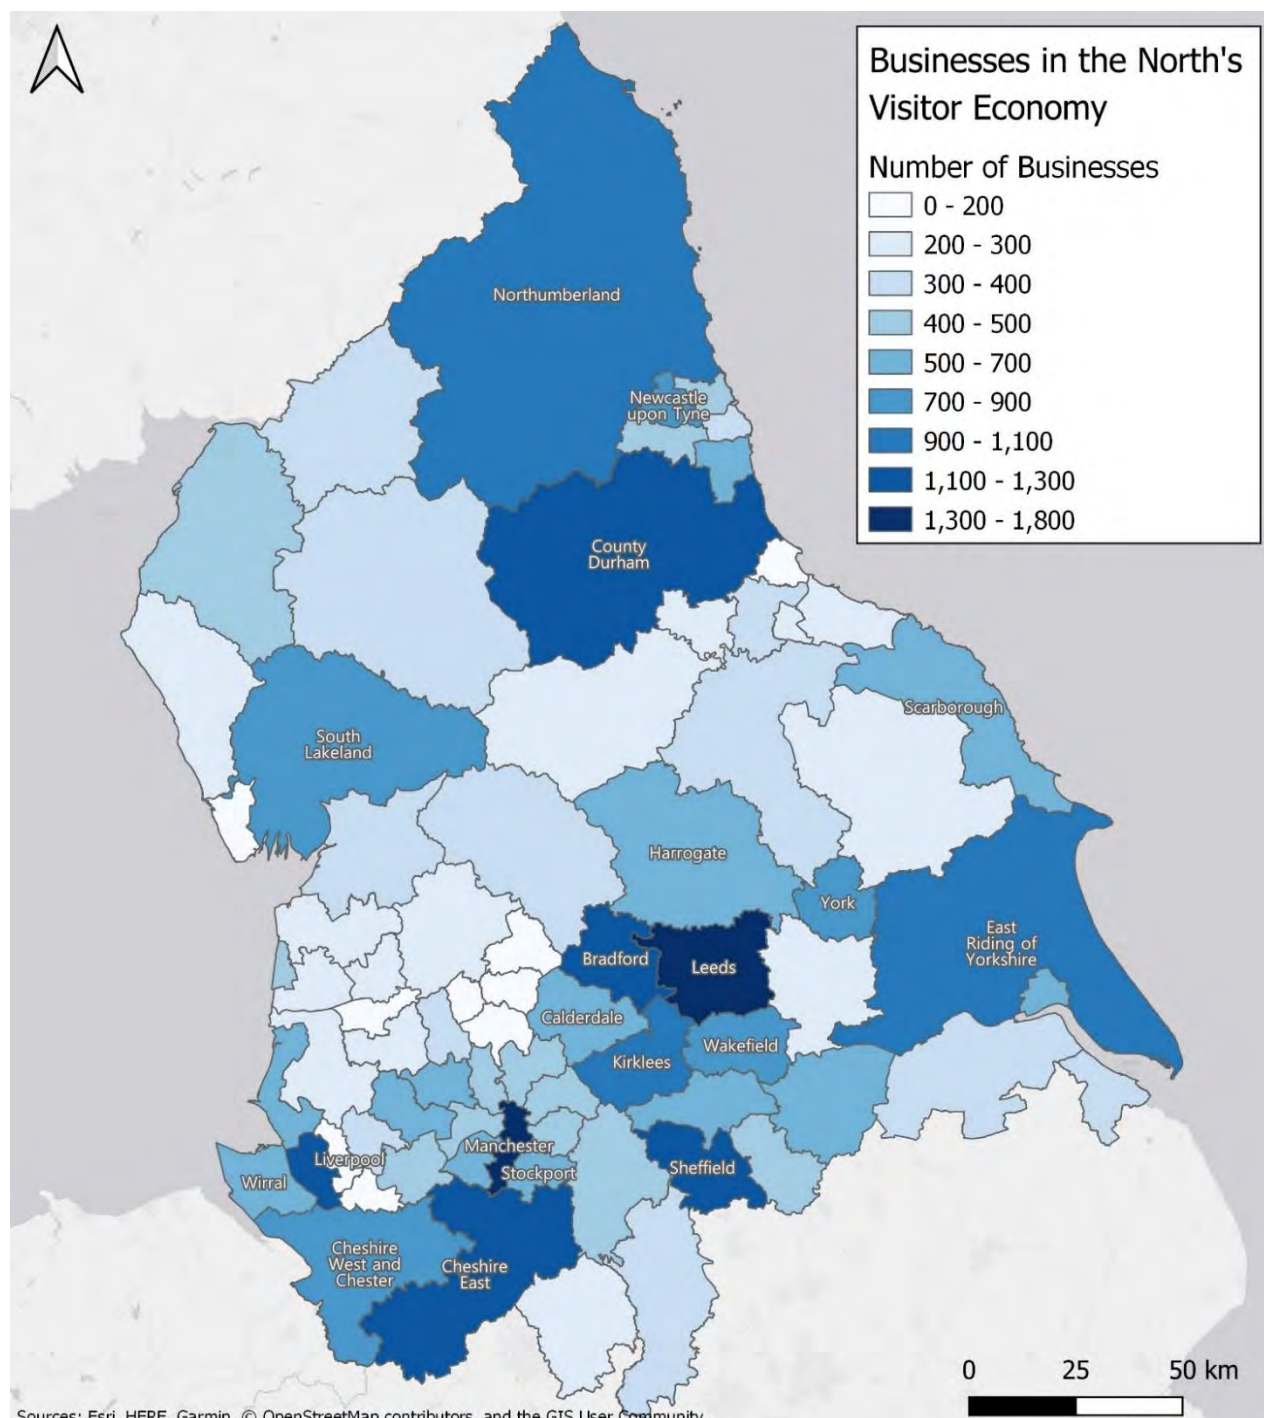 Businesses in the North's
Visitor Economy
Number of Businesses
0 - 200
200 - 300
300 - 400
400 - 500
500 - 700
700 - 900
900 - 1,100
1,100 - 1,300
1,300 - 1,800
Northumberland
Newcastle
upon Tyne
County
Durham
Scarborough
South
Lakeland
Harrogate
York
East
Riding of
Yorkshire
Bradford
Leeds
Calderdale
Wakefield
Kirklees
Manchester
Liverpool
Stockport
Sheffield
Wirral
Cheshire
West and
Chester
Cheshire
East
0 25 50 km
Sources: Esri, HERE, Garmin, © OpenStreetMap contributors, and the GIS User Community